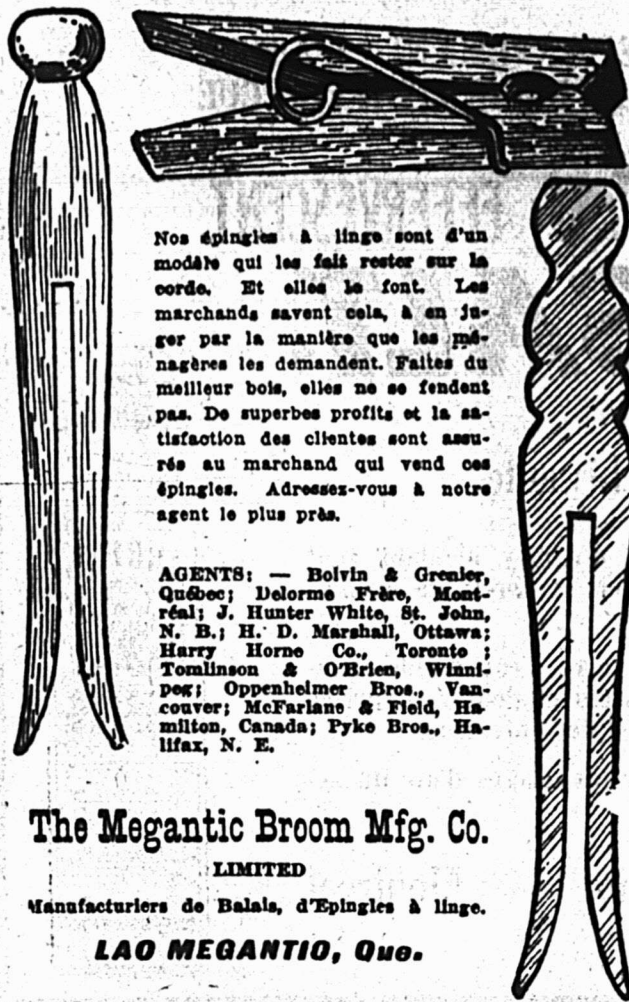 Nos épingles à linge sont d'un
modèle qui les fait rester sur la
corde. Et elles le font. Les
marchands savent cela, à en ju-
ger par la manière que les mé-
nagères les demandent. Faites du
meilleur bois, elles ne se fendent
pas. De superbes profits et la sa-
tisfaction des clientes sont assu-
rés au marchand qui vend ces
épingles. Adressez-vous à notre
agent le plus près.
AGENTS: — Boivin & Grenier,
Québec; Delorme Frère, Mont-
réal; J. Hunter White, St. John,
N. B.; H. D. Marshall, Ottawa;
Harry Horne Co., Toronto ;
Tomlinson & O'Brien, Winni-
peg; Oppenheimer Bros., Van-
couver; McFarlane & Field, Ha-
milton, Canada; Pyke Bros., Ha-
lifax, N. E.
The Megantic Broom Mfg. Co.
LIMITED
Manufacturiers de Balais, d'Epingles à linge.
LAC MEGANTIC, Que.